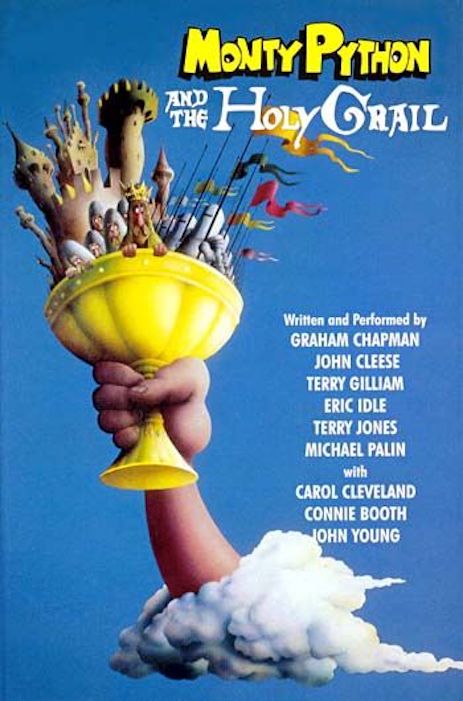 MONTY PYTHON
AND THE HOLY GRAIL
Written and Performed by
GRAHAM CHAPMAN
JOHN CLEESE
TERRY GILLIAM
ERIC IDLE
TERRY JONES
MICHAEL PALIN
with
CAROL CLEVELAND
CONNIE BOOTH
JOHN YOUNG